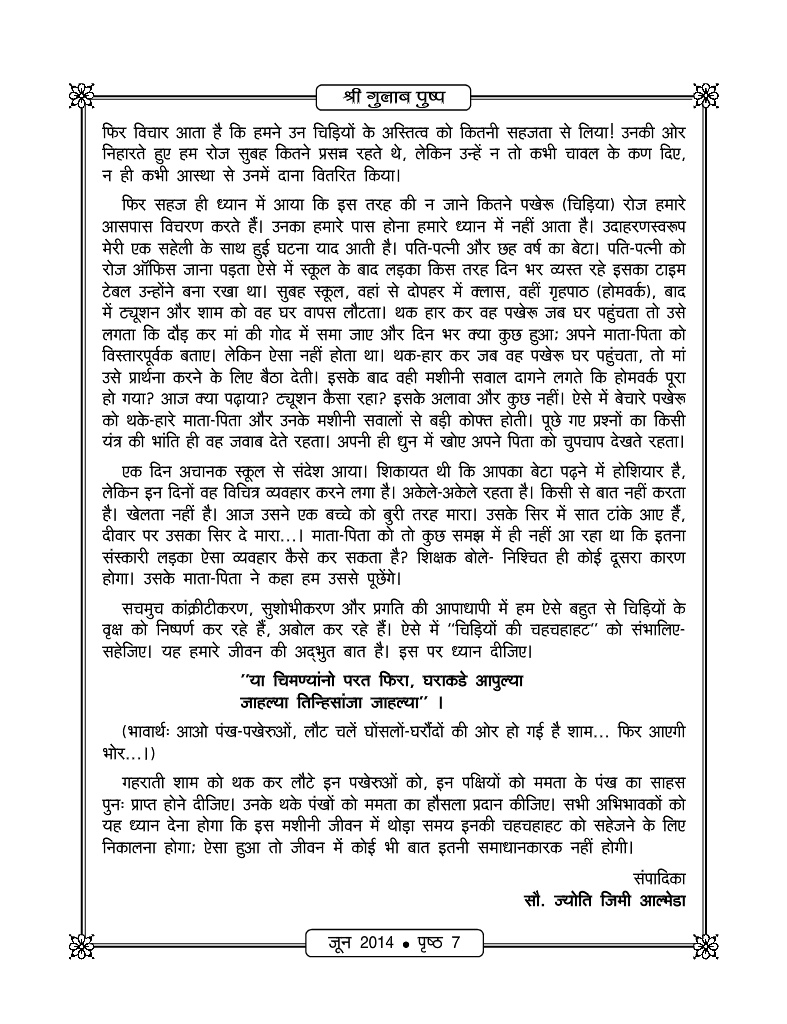 श्री गुलाब पुष्प
फिर विचार आता है कि हमने उन चिड़ियों के अस्तित्व को कितनी सहजता से लिया! उनकी ओर
निहारते हुए हम रोज सुबह कितने प्रसन्न रहते थे, लेकिन उन्हें न तो कभी चावल के कण दिए,
न ही कभी आस्था से उनमें दाना वितरित किया।
फिर सहज ही ध्यान में आया कि इस तरह की न जाने कितने पखेरू (चिड़िया) रोज हमारे
आसपास विचरण करते हैं। उनका हमारे पास होना हमारे ध्यान में नहीं आता है। उदाहरणस्वरूप
मेरी एक सहेली के साथ हुई घटना याद आती है। पति-पत्नी और छह वर्ष का बेटा। पति-पत्नी को
रोज ऑफिस जाना पड़ता ऐसे में स्कूल के बाद लड़का किस तरह दिन भर व्यस्त रहे इसका टाइम
टेबल उन्होंने बना रखा था। सुबह स्कूल, वहां से दोपहर में क्लास, वहीं गृहपाठ (होमवर्क), बाद
में ट्यूशन और शाम को वह घर वापस लौटता। थक हार कर वह पखेरू जब घर पहुंचता तो उसे
लगता कि दौड़ कर मां की गोद में समा जाए और दिन भर क्या कुछ हुआ; अपने माता-पिता को
विस्तारपूर्वक बताए। लेकिन ऐसा नहीं होता था। थक-हार कर जब वह पखेरू घर पहुंचता, तो मां
उसे प्रार्थना करने के लिए बैठा देती। इसके बाद वही मशीनी सवाल दागने लगते कि होमवर्क पूरा
हो गया? आज क्या पढ़ाया? ट्यूशन कैसा रहा? इसके अलावा और कुछ नहीं। ऐसे में बेचारे पखेरू
को थके-हारे माता-पिता और उनके मशीनी सवालों से बड़ी कोफ्त होती। पूछे गए प्रश्नों का किसी
यंत्र की भांति ही वह जवाब देते रहता। अपनी ही धुन में खोए अपने पिता को चुपचाप देखते रहता।
एक दिन अचानक स्कूल से संदेश आया। शिकायत थी कि आपका बेटा पढ़ने में होशियार है,
लेकिन इन दिनों वह विचित्र व्यवहार करने लगा है। अकेले-अकेले रहता है। किसी से बात नहीं करता
है। खेलता नहीं है। आज उसने एक बच्चे को बुरी तरह मारा। उसके सिर में सात टांके आए हैं,
दीवार पर उसका सिर दे मारा...। माता-पिता को तो कुछ समझ में ही नहीं आ रहा था कि इतना
संस्कारी लड़का ऐसा व्यवहार कैसे कर सकता है? शिक्षक बोले- निश्चित ही कोई दूसरा कारण
होगा। उसके माता-पिता ने कहा हम उससे पूछेंगे।
सचमुच कांक्रीटीकरण, सुशोभीकरण और प्रगति की आपाधापी में हम ऐसे बहुत से चिड़ियों के
वृक्ष को निष्पर्ण कर रहे हैं, अबोल कर रहे हैं। ऐसे में ''चिड़ियों की चहचहाहट'' को संभालिए-
सहेजिए। यह हमारे जीवन की अद्‌भुत बात है। इस पर ध्यान दीजिए।
''या चिमण्यांनो परत फिरा, घराकडे आपुल्या
जाहल्या तिन्हिसांजा जाहल्या'' ।
(भावार्थः आओ पंख-पखेरुओं, लौट चलें घोंसलों-घरौंदों की ओर हो गई है शाम... फिर आएगी
भोर...।)
गहराती शाम को थक कर लौटे इन पखेरुओं को, इन पक्षियों को ममता के पंख का साहस
पुनः प्राप्त होने दीजिए। उनके थके पंखों को ममता का हौसला प्रदान कीजिए। सभी अभिभावकों को
यह ध्यान देना होगा कि इस मशीनी जीवन में थोड़ा समय इनकी चहचहाहट को सहेजने के लिए
निकालना होगा; ऐसा हुआ तो जीवन में कोई भी बात इतनी समाधानकारक नहीं होगी।
संपादिका
सौ. ज्योति जिमी आल्मेडा
जून 2014 ● पृष्ठ 7